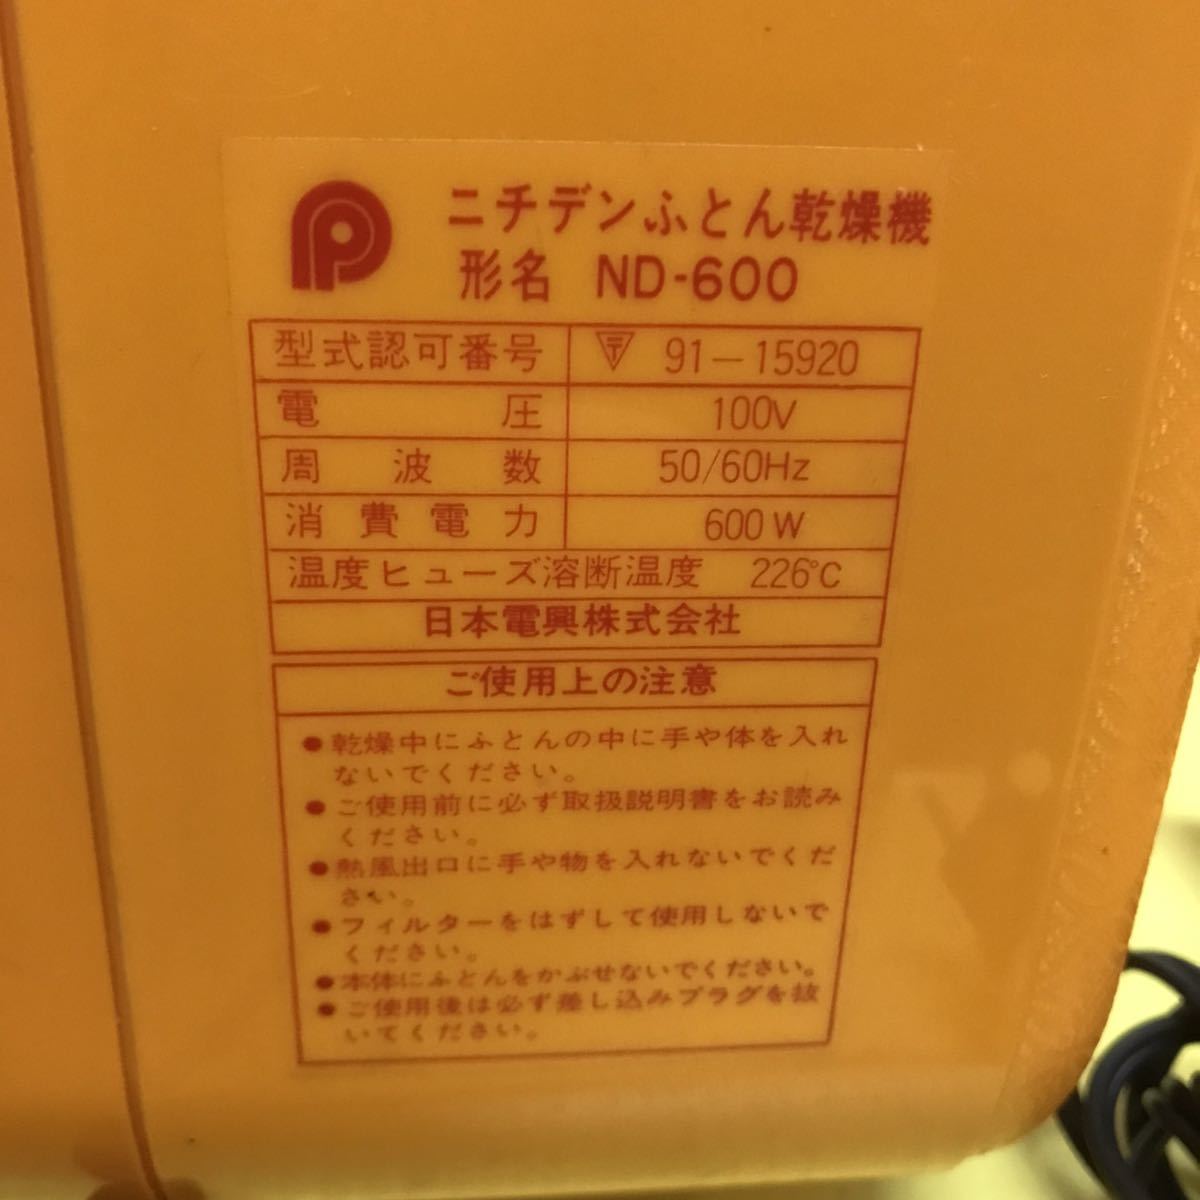 ニチデンふとん乾燥機
形名 ND-600
型式認可番号 〒 91-15920
電圧 100V
周波数 50/60Hz
消費電力 600W
温度ヒューズ溶断温度 226℃
日本電興株式会社
ご使用上の注意
●乾燥中にふとんの中に手や体を入れ
ないでください。
●ご使用前に必ず取扱説明書をお読み
ください。
●熱風出口に手や物を入れないでくだ
さい。
●フィルターをはずして使用しないで
ください。
●本体にふとんをかぶせないでください。
●ご使用後は必ず差し込みプラグを抜
いてください。